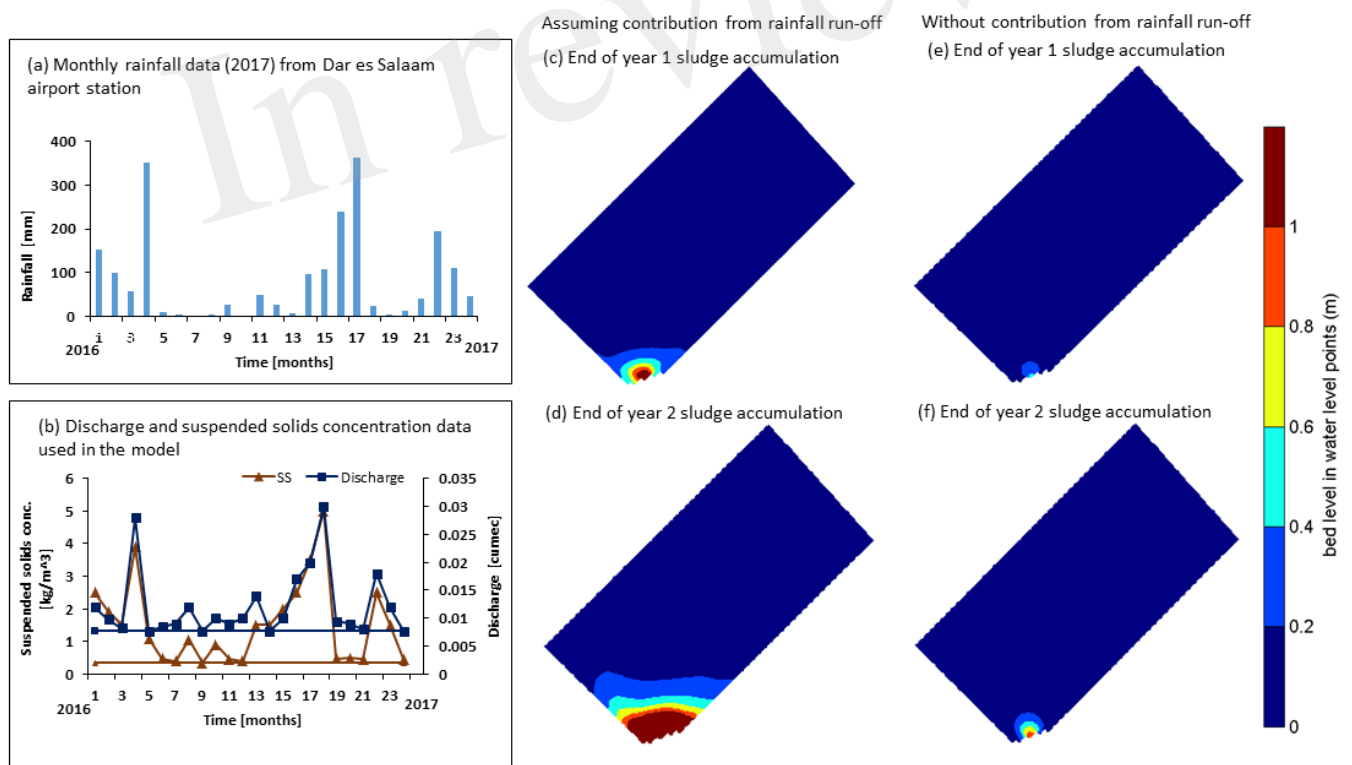 In review
Assuming contribution from rainfall run-off
Without contribution from rainfall run-off
(a) Monthly rainfall data (2017) from Dar es Salaam
airport station
400
300
200
100
0
Rainfall [mm]
1 3 5 7 9 11 13 15 17 19 21 23
2016 2017
Time [months]
(b) Discharge and suspended solids concentration data
used in the model
SS Discharge
6
5
4
3
2
1
0
Suspended solids conc.
[kg/m^3]
0.035
0.03
0.025
0.02
0.015
0.01
0.005
0
Discharge [cumec]
1 3 5 7 9 11 13 15 17 19 21 23
2016 2017
Time [months]
(c) End of year 1 sludge accumulation
(e) End of year 1 sludge accumulation
(d) End of year 2 sludge accumulation
(f) End of year 2 sludge accumulation
1
0.8
0.6
0.4
0.2
0
bed level in water level points (m)